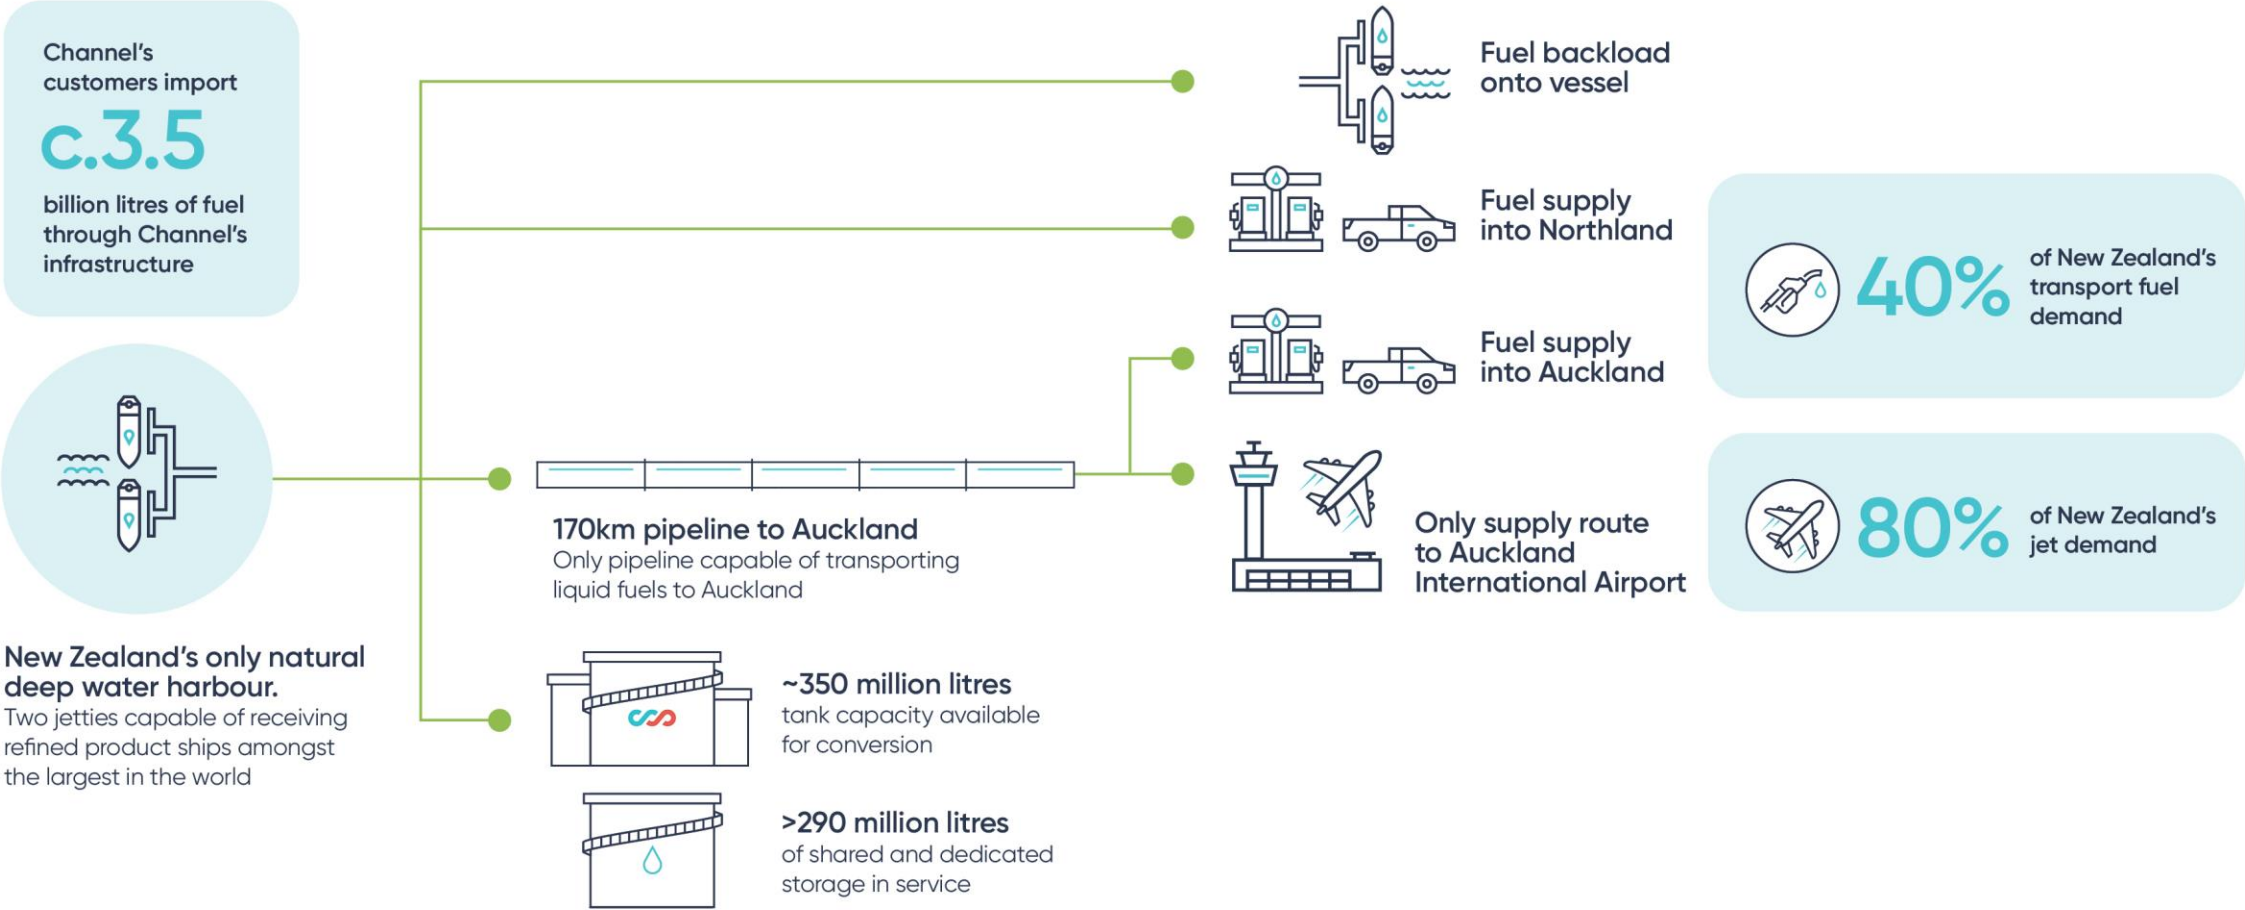 Channel's
customers import
c.3.5
billion litres of fuel
through Channel's
infrastructure
New Zealand's only natural
deep water harbour.
Two jetties capable of receiving
refined product ships amongst
the largest in the world
170km pipeline to Auckland
Only pipeline capable of transporting
liquid fuels to Auckland
~350 million litres
tank capacity available
for conversion
>290 million litres
of shared and dedicated
storage in service
Fuel backload
onto vessel
Fuel supply
into Northland
Fuel supply
into Auckland
Only supply route
to Auckland
International Airport
40%
of New Zealand's
transport fuel
demand
80%
of New Zealand's
jet demand